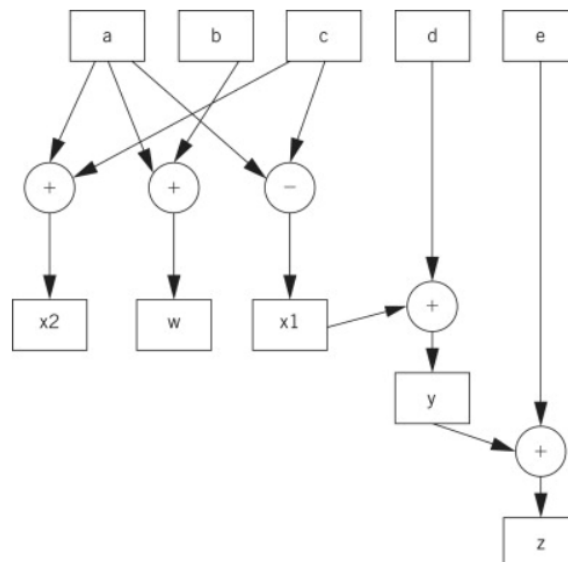 a b c d e
+ + −
+
x2 w x1
y
+
z